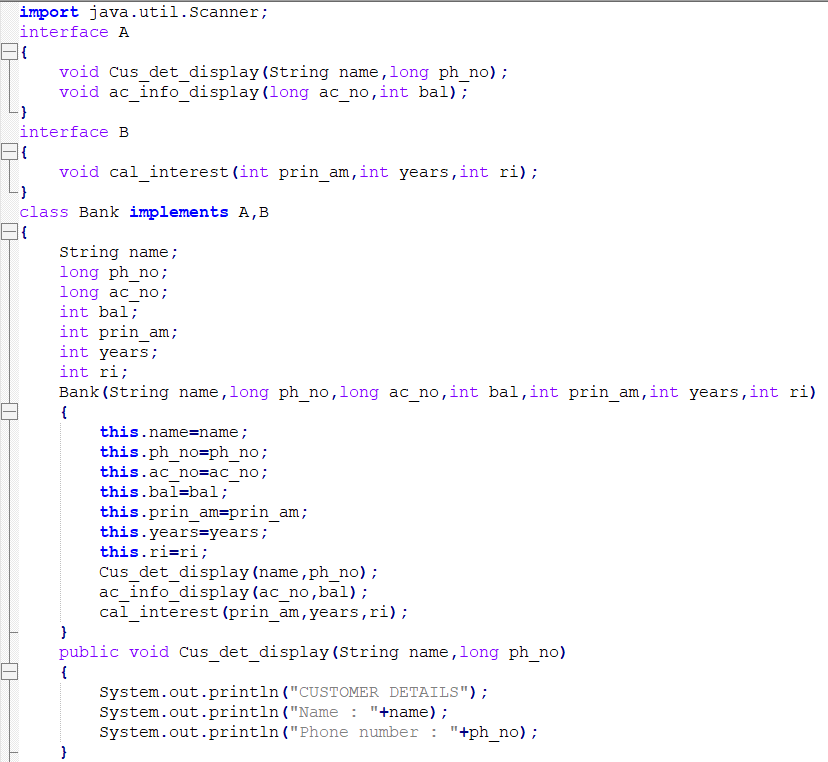 import java.util.Scanner;
interface A
{
    void Cus_det_display(String name,long ph_no);
    void ac_info_display(long ac_no,int bal);
}
interface B
{
    void cal_interest(int prin_am,int years,int ri);
}
class Bank implements A,B
{
    String name;
    long ph_no;
    long ac_no;
    int bal;
    int prin_am;
    int years;
    int ri;
    Bank(String name,long ph_no,long ac_no,int bal,int prin_am,int years,int ri)
    {
        this.name=name;
        this.ph_no=ph_no;
        this.ac_no=ac_no;
        this.bal=bal;
        this.prin_am=prin_am;
        this.years=years;
        this.ri=ri;
        Cus_det_display(name,ph_no);
        ac_info_display(ac_no,bal);
        cal_interest(prin_am,years,ri);
    }
    public void Cus_det_display(String name,long ph_no)
    {
        System.out.println("CUSTOMER DETAILS");
        System.out.println("Name : "+name);
        System.out.println("Phone number : "+ph_no);
    }